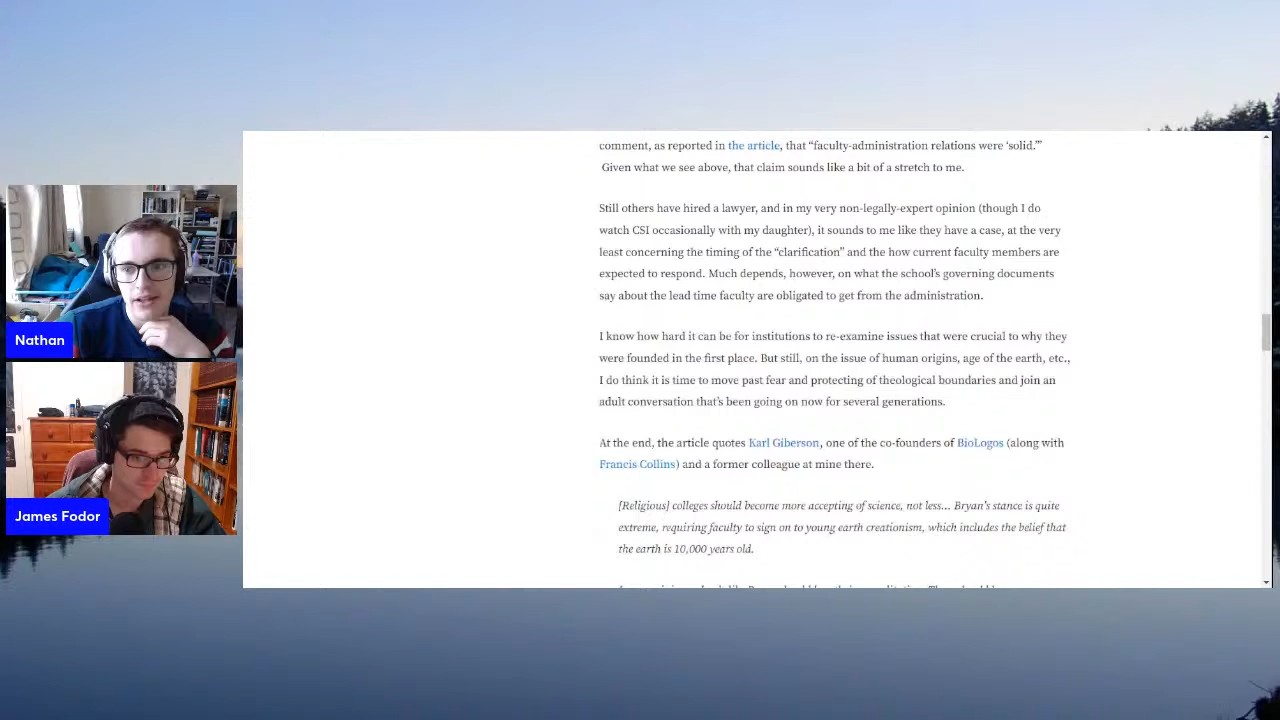 comment, as reported in the article, that “faculty-administration relations were ‘solid.’”
Given what we see above, that claim sounds like a bit of a stretch to me.
Still others have hired a lawyer, and in my very non-legally-expert opinion (though I do
watch CSI occasionally with my daughter), it sounds to me like they have a case, at the very
least concerning the timing of the “clarification” and the how current faculty members are
expected to respond. Much depends, however, on what the school’s governing documents
say about the lead time faculty are obligated to get from the administration.
I know how hard it can be for institutions to re-examine issues that were crucial to why they
were founded in the first place. But still, on the issue of human origins, age of the earth, etc.,
I do think it is time to move past fear and protecting of theological boundaries and join an
adult conversation that’s been going on now for several generations.
At the end, the article quotes Karl Giberson, one of the co-founders of BioLogos (along with
Francis Collins) and a former colleague at mine there.
[Religious] colleges should become more accepting of science, not less… Bryan’s stance is quite
extreme, requiring faculty to sign on to young earth creationism, which includes the belief that
the earth is 10,000 years old.
Nathan
James Fodor